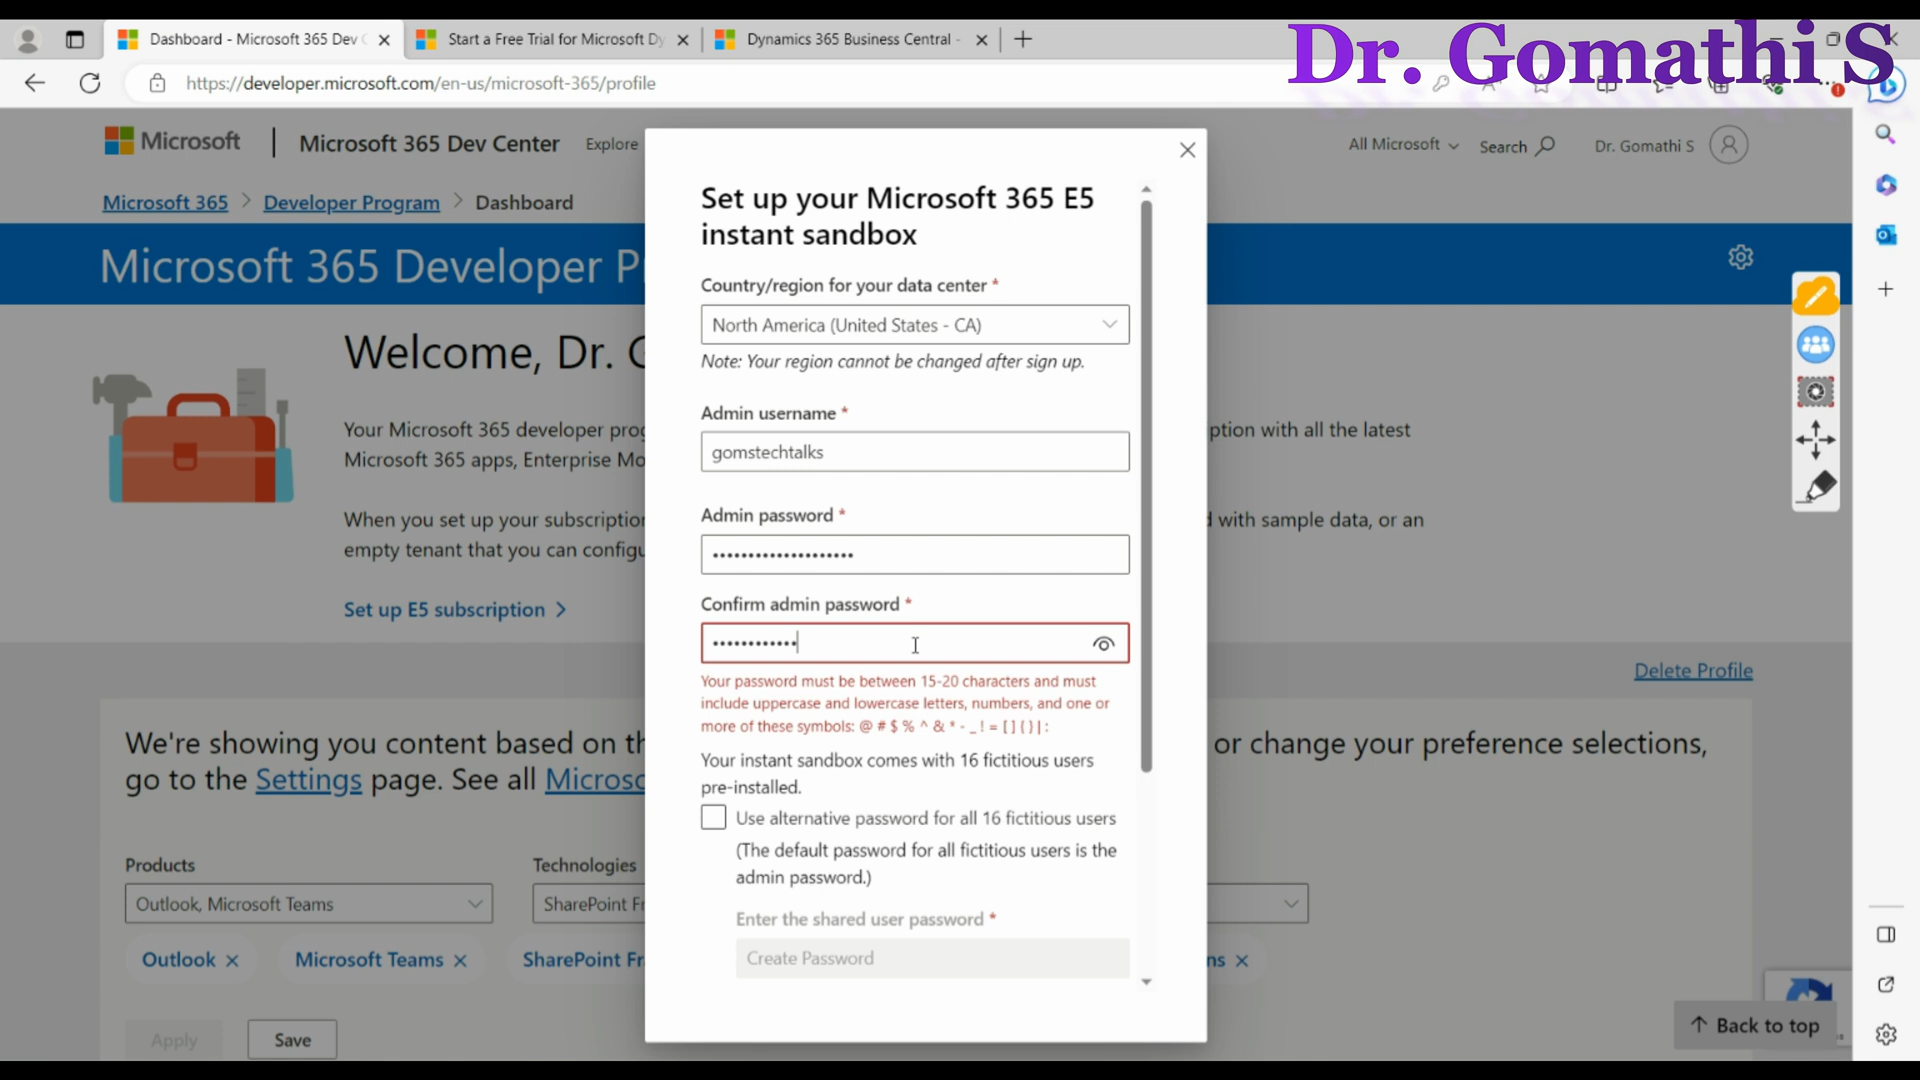 Dashboard - Microsoft 365 Dev C
Start a Free Trial for Microsoft Dy
Dynamics 365 Business Central -
Dr. Gomathi S
https://developer.microsoft.com/en-us/microsoft-365/profile
Microsoft
Microsoft 365 Dev Center
Explore
All Microsoft
Search
Dr. Gomathi S
Microsoft 365 > Developer Program > Dashboard
Microsoft 365 Developer P
Welcome, Dr. G
Your Microsoft 365 developer prog
ption with all the latest
Microsoft 365 apps, Enterprise Mo
When you set up your subscription
d with sample data, or an
empty tenant that you can configu
Set up E5 subscription >
Set up your Microsoft 365 E5
instant sandbox
Country/region for your data center *
North America (United States - CA)
Note: Your region cannot be changed after sign up.
Admin username *
gomstechtalks
Admin password *
••••••••••••••••••••
Confirm admin password *
••••••••••••
Your password must be between 15-20 characters and must
include uppercase and lowercase letters, numbers, and one or
more of these symbols: @ # $ % ^ & * - _ ! = [ ] { } | :
Your instant sandbox comes with 16 fictitious users
pre-installed.
Use alternative password for all 16 fictitious users
(The default password for all fictitious users is the
admin password.)
Enter the shared user password *
Create Password
Delete Profile
We're showing you content based on th
or change your preference selections,
go to the Settings page. See all Microso
Products
Technologies
Outlook, Microsoft Teams
SharePoint Fr
Outlook ×
Microsoft Teams ×
SharePoint Fr
ns ×
Apply
Save
↑ Back to top